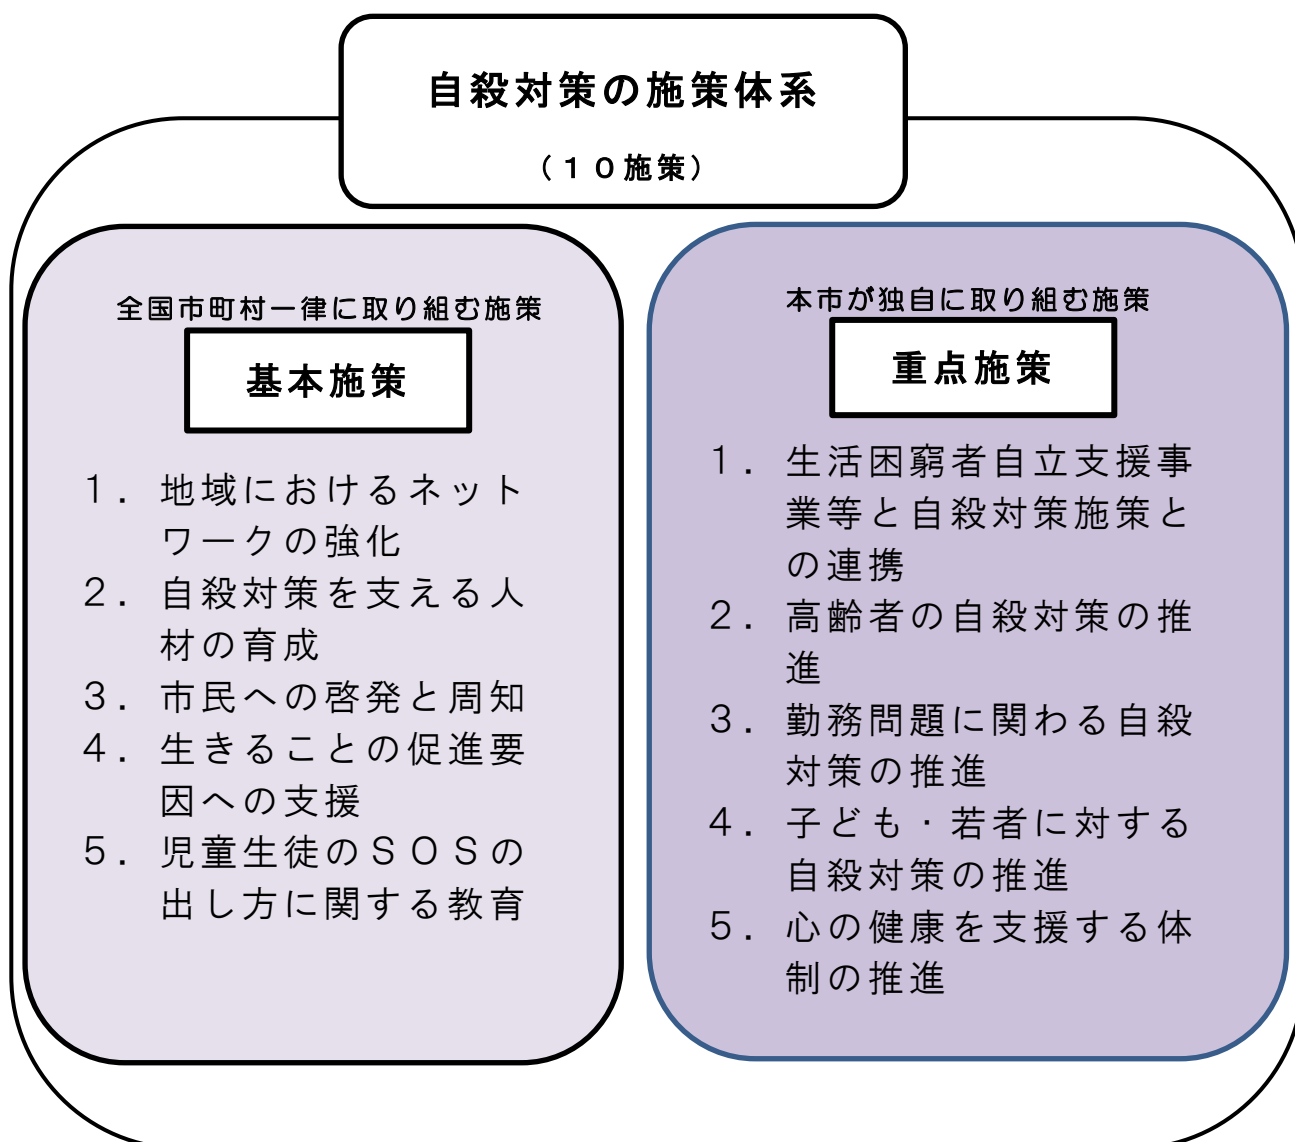 自殺対策の施策体系
（１０施策）
全国市町村一律に取り組む施策
基本施策
１．地域におけるネット
ワークの強化
２．自殺対策を支える人
材の育成
３．市民への啓発と周知
４．生きることの促進要
因への支援
５．児童生徒のＳＯＳの
出し方に関する教育
本市が独自に取り組む施策
重点施策
１．生活困窮者自立支援事
業等と自殺対策施策と
の連携
２．高齢者の自殺対策の推
進
３．勤務問題に関わる自殺
対策の推進
４．子ども・若者に対する
自殺対策の推進
５．心の健康を支援する体
制の推進